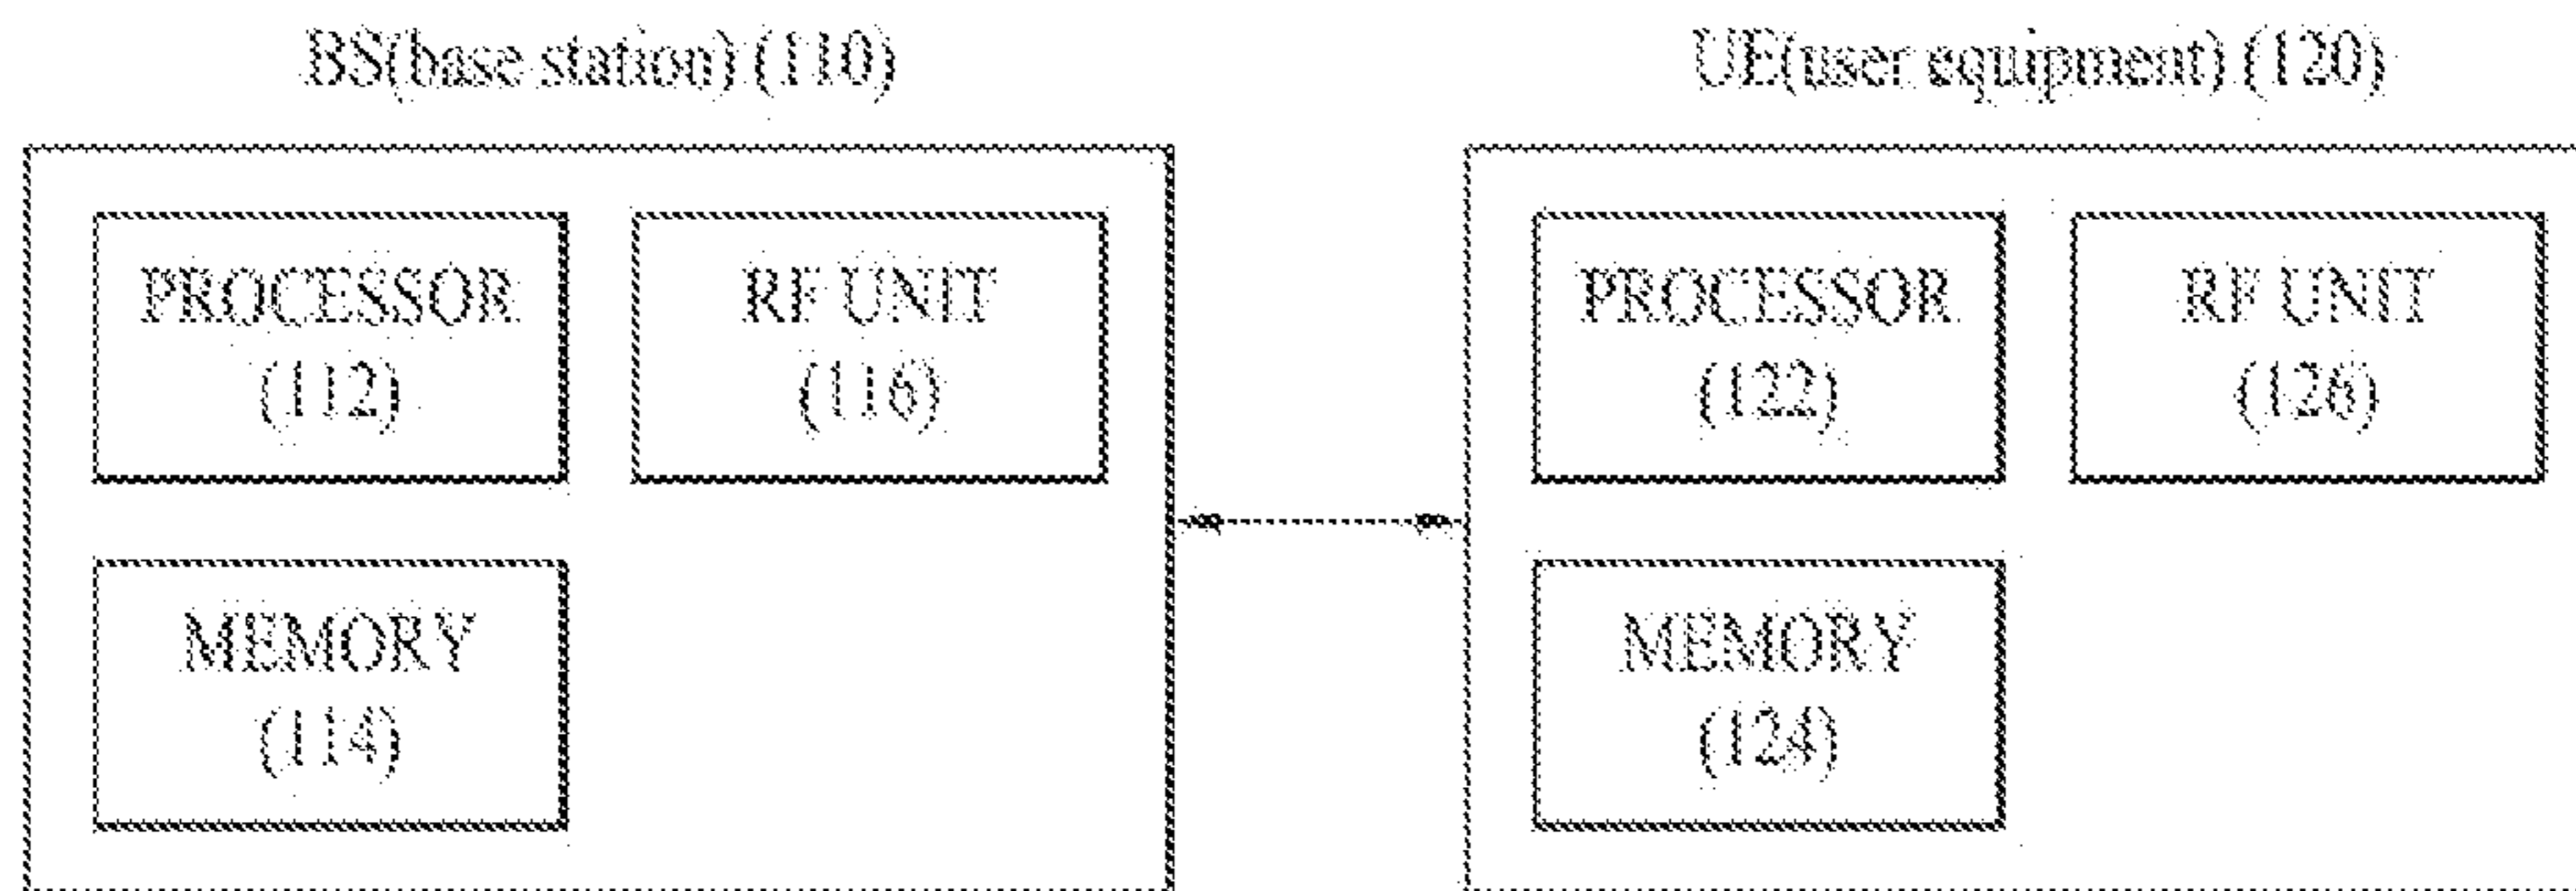 BS(base station) (110)
PROCESSOR
(112)
RF UNIT
(116)
MEMORY
(114)
UE(user equipment) (120)
PROCESSOR
(122)
RF UNIT
(126)
MEMORY
(124)